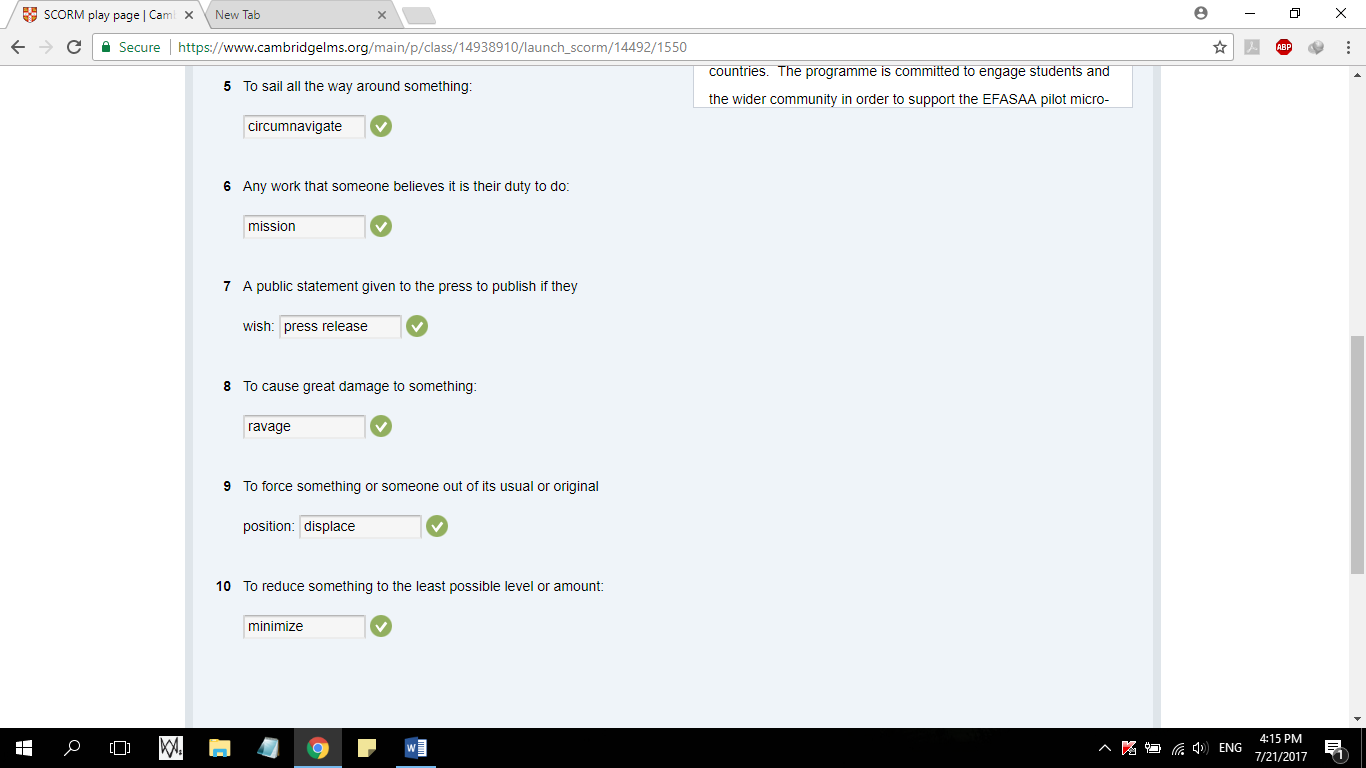 SCORM play page | Cam
New Tab
Secure
https://www.cambridgelms.org/main/p/class/14938910/launch_scorm/14492/1550
ABP
countries. The programme is committed to engage students and
the wider community in order to support the EFASAA pilot micro-
5 To sail all the way around something:
circumnavigate
6 Any work that someone believes it is their duty to do:
mission
7 A public statement given to the press to publish if they
wish: press release
8 To cause great damage to something:
ravage
9 To force something or someone out of its usual or original
position: displace
10 To reduce something to the least possible level or amount:
minimize
ENG
4:15 PM
7/21/2017
1